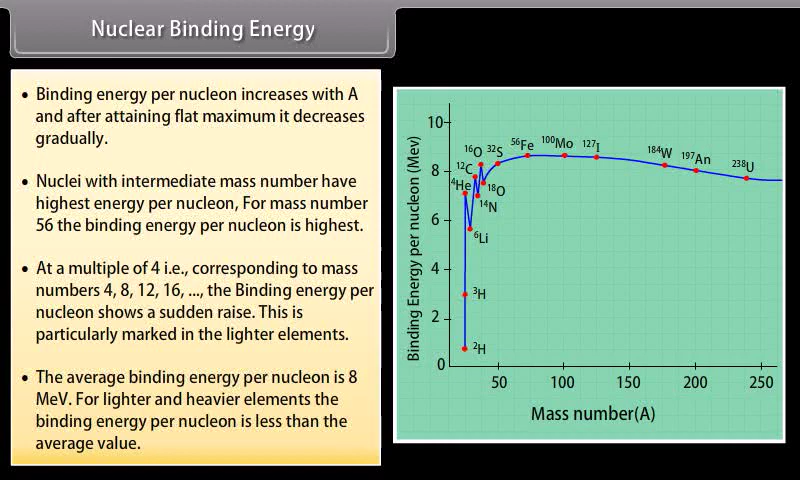 Nuclear Binding Energy
• Binding energy per nucleon increases with A
and after attaining flat maximum it decreases
gradually.
• Nuclei with intermediate mass number have
highest energy per nucleon, For mass number
56 the binding energy per nucleon is highest.
• At a multiple of 4 i.e., corresponding to mass
numbers 4, 8, 12, 16, ..., the Binding energy per
nucleon shows a sudden raise. This is
particularly marked in the lighter elements.
• The average binding energy per nucleon is 8
MeV. For lighter and heavier elements the
binding energy per nucleon is less than the
average value.
Binding Energy per nucleon (Mev)
10
8
6
4
2
0
¹⁶O ³²S ⁵⁶Fe ¹⁰⁰Mo ¹²⁷I ¹⁸⁴W ¹⁹⁷An ²³⁸U
¹²C
⁴He ¹⁸O
¹⁴N
⁶Li
³H
²H
50 100 150 200 250
Mass number(A)